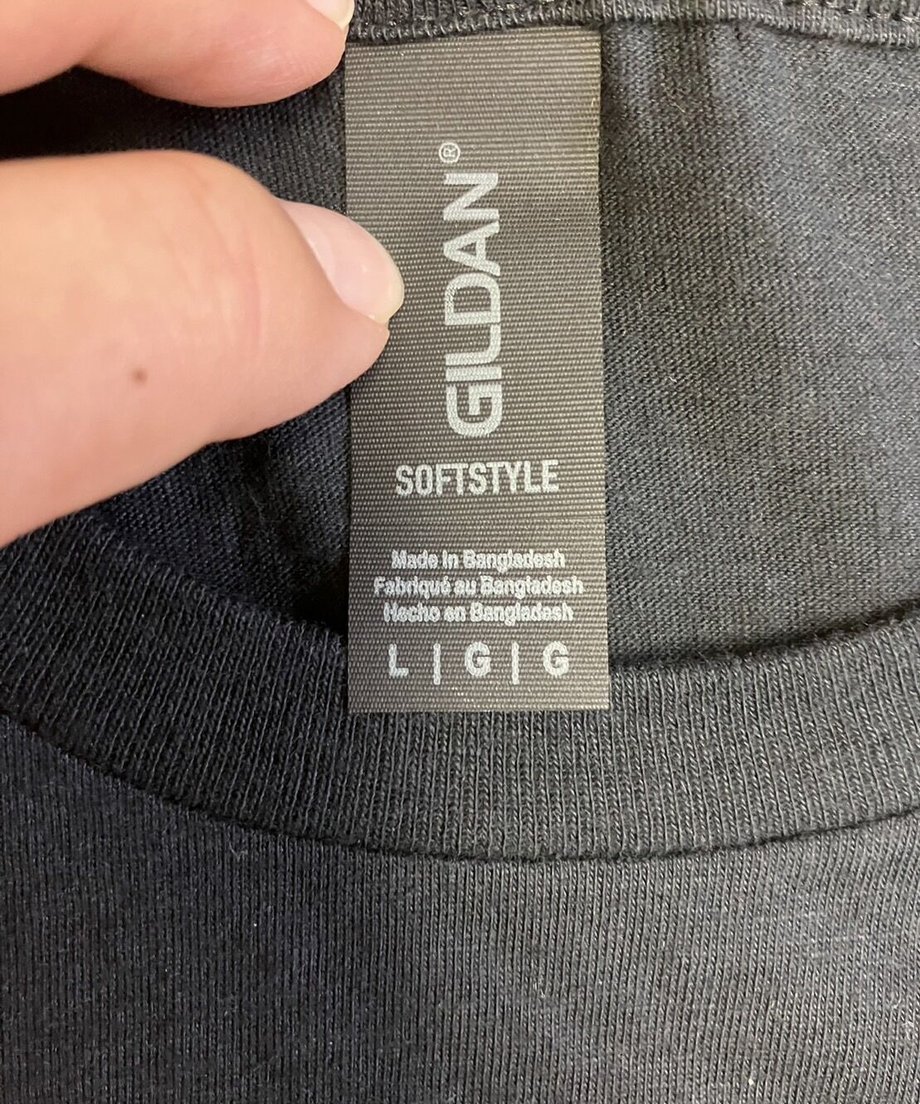 GILDAN®
SOFTSTYLE
Made in Bangladesh
Fabriqué au Bangladesh
Hecho en Bangladesh
L | G | G